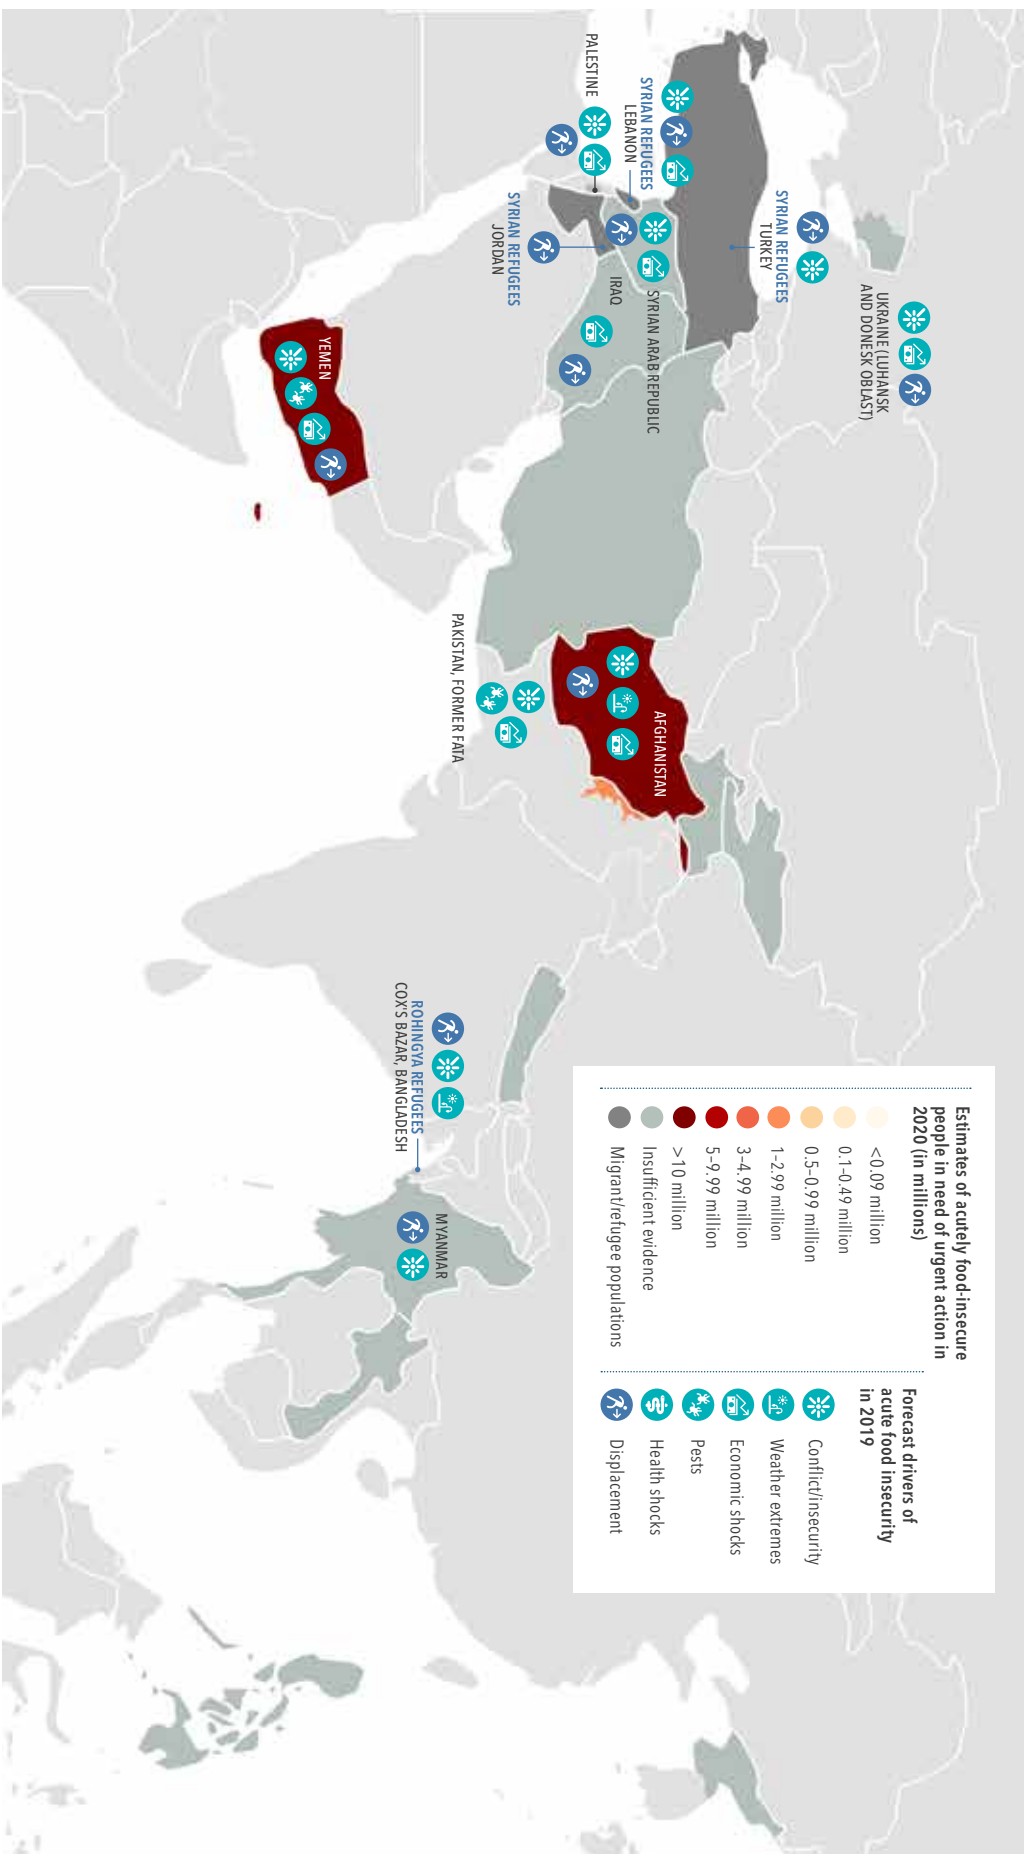 PALESTINE
SYRIAN REFUGEES
LEBANON
SYRIAN REFUGEES
JORDAN
SYRIAN REFUGEES
TURKEY
UKRAINE (LUHANSK
AND DONESK OBLAST)
IRAQ
SYRIAN ARAB REPUBLIC
YEMEN
AFGHANISTAN
PAKISTAN, FORMER FATA
ROHINGYA REFUGEES
COX'S BAZAR, BANGLADESH
MYANMAR
Estimates of acutely food-insecure
people in need of urgent action in
2020 (in millions)
<0.09 million
0.1–0.49 million
0.5–0.99 million
1–2.99 million
3–4.99 million
5–9.99 million
>10 million
Insufficient evidence
Migrant/refugee populations
Forecast drivers of
acute food insecurity
in 2019
Conflict/insecurity
Weather extremes
Economic shocks
Pests
Health shocks
Displacement